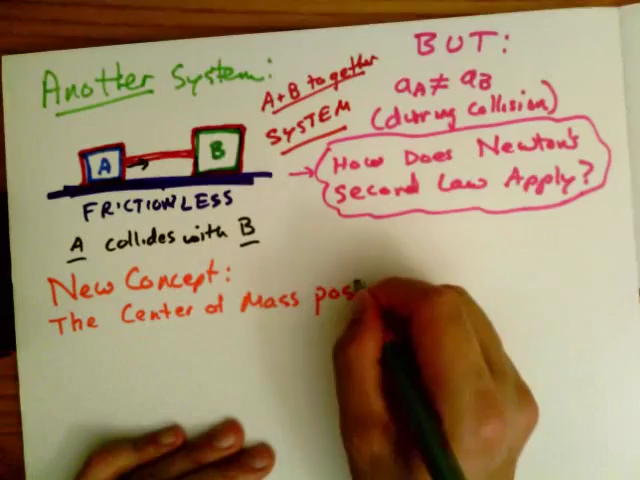 Another System:
A+B together
SYSTEM
BUT:
aA ≠ aB
(during collision)
A
B
FRICTIONLESS
→ How Does Newton's
Second Law Apply?
A collides with B
New Concept:
The Center of Mass pos